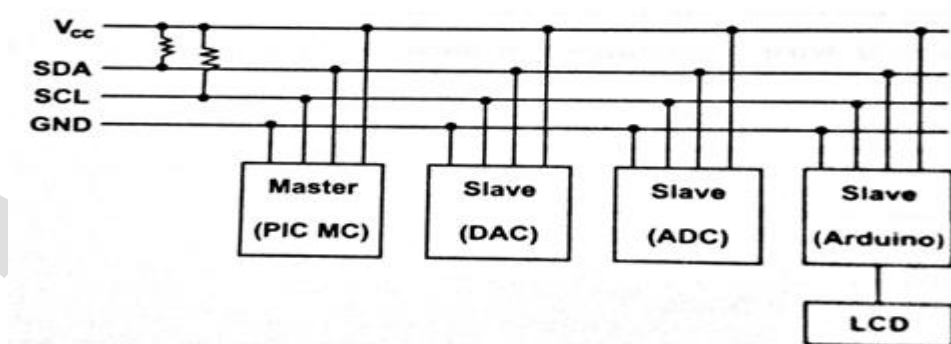 Vcc
SDA
SCL
GND
Master
(PIC MC)
Slave
(DAC)
Slave
(ADC)
Slave
(Arduino)
LCD